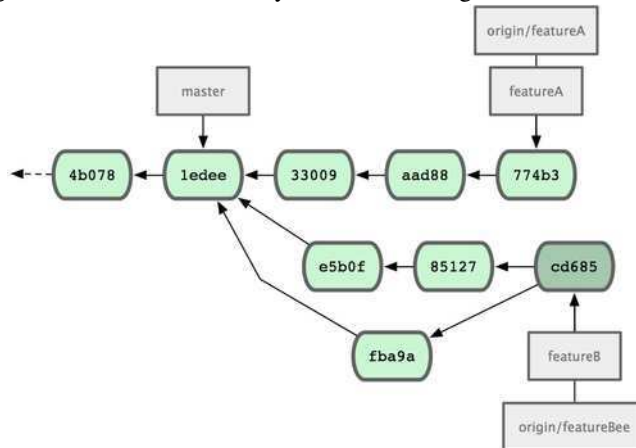 origin/featureA
master
featureA
4b078
1edee
33009
aad88
774b3
e5b0f
85127
cd685
fba9a
featureB
origin/featureBee